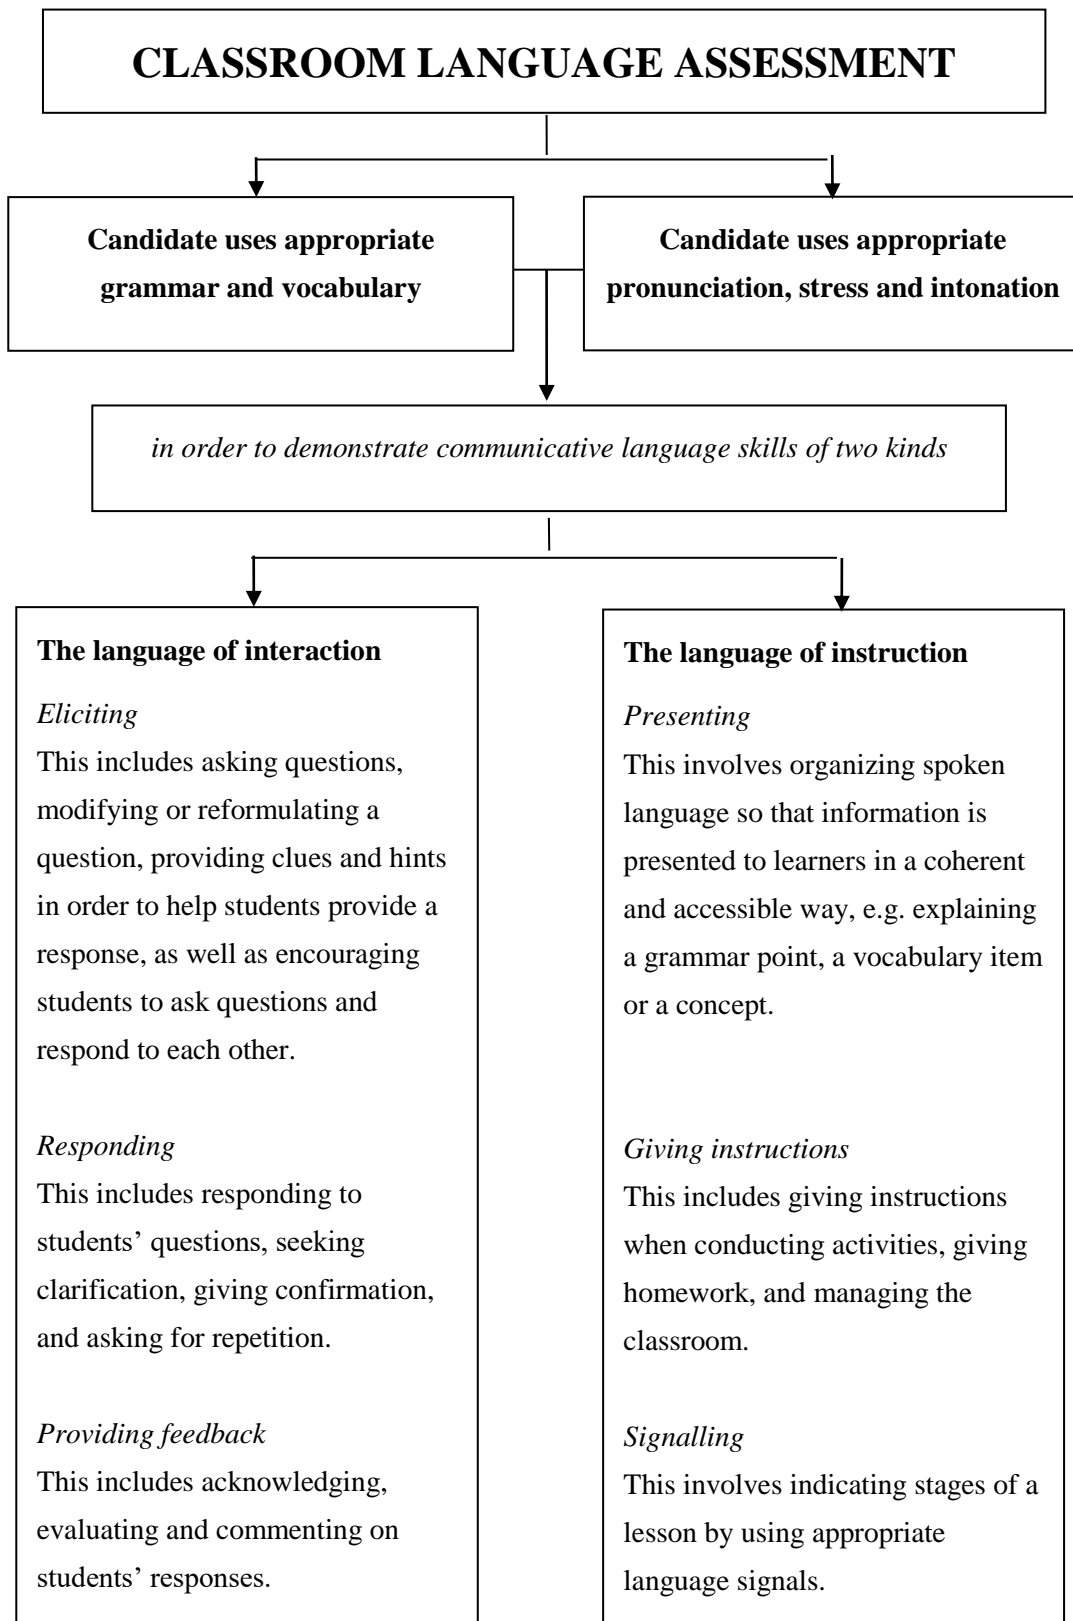 CLASSROOM LANGUAGE ASSESSMENT
Candidate uses appropriate
grammar and vocabulary
Candidate uses appropriate
pronunciation, stress and intonation
in order to demonstrate communicative language skills of two kinds
The language of interaction
Eliciting
This includes asking questions,
modifying or reformulating a
question, providing clues and hints
in order to help students provide a
response, as well as encouraging
students to ask questions and
respond to each other.
Responding
This includes responding to
students’ questions, seeking
clarification, giving confirmation,
and asking for repetition.
Providing feedback
This includes acknowledging,
evaluating and commenting on
students’ responses.
The language of instruction
Presenting
This involves organizing spoken
language so that information is
presented to learners in a coherent
and accessible way, e.g. explaining
a grammar point, a vocabulary item
or a concept.
Giving instructions
This includes giving instructions
when conducting activities, giving
homework, and managing the
classroom.
Signalling
This involves indicating stages of a
lesson by using appropriate
language signals.